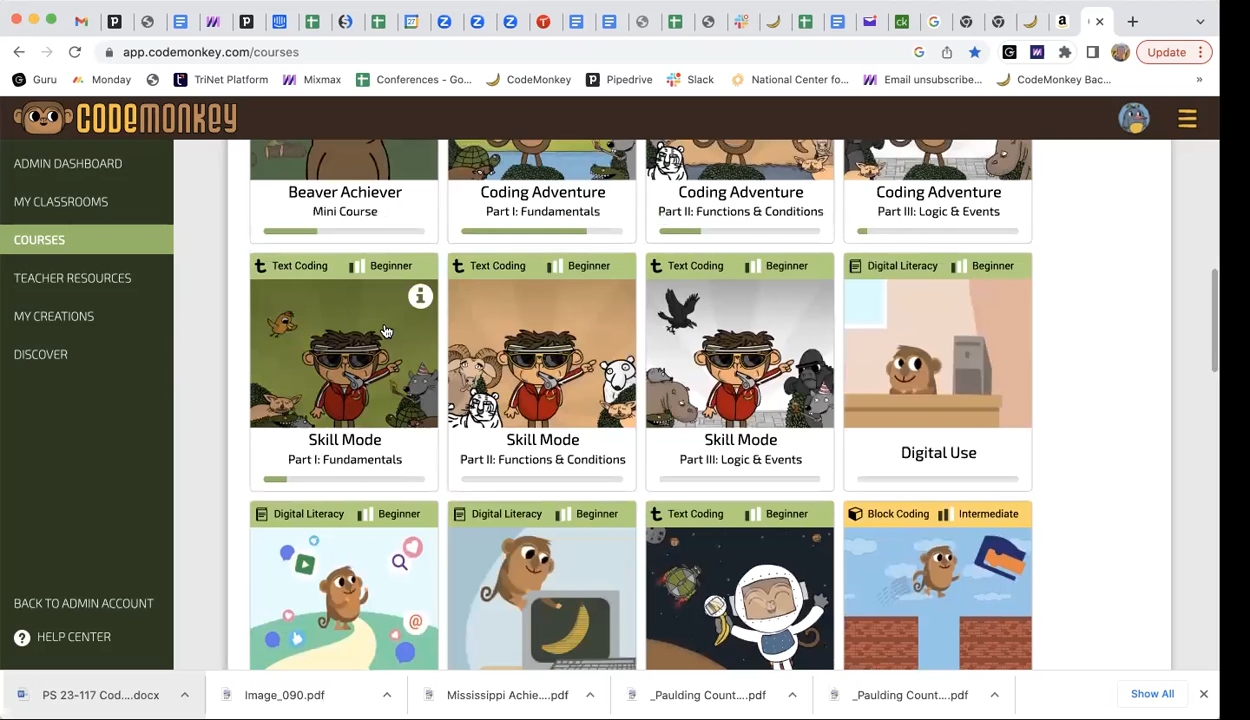 Update
app.codemonkey.com/courses
Guru
Monday
TriNet Platform
Mixmax
Conferences - Go...
CodeMonkey
Pipedrive
Slack
National Center fo...
Email unsubscribe...
CodeMonkey Bac...
»
CODEMONKEY
ADMIN DASHBOARD
MY CLASSROOMS
COURSES
TEACHER RESOURCES
MY CREATIONS
DISCOVER
BACK TO ADMIN ACCOUNT
HELP CENTER
Beaver Achiever
Mini Course
Coding Adventure
Part I: Fundamentals
Coding Adventure
Part II: Functions & Conditions
Coding Adventure
Part III: Logic & Events
Text Coding Beginner
Skill Mode
Part I: Fundamentals
Text Coding Beginner
Skill Mode
Part II: Functions & Conditions
Text Coding Beginner
Skill Mode
Part III: Logic & Events
Digital Literacy Beginner
Digital Use
Digital Literacy Beginner
Digital Literacy Beginner
Text Coding Beginner
Block Coding Intermediate
PS 23-117 Cod....docx
Image_090.pdf
Mississippi Achie....pdf
_Paulding Count....pdf
_Paulding Count....pdf
Show All